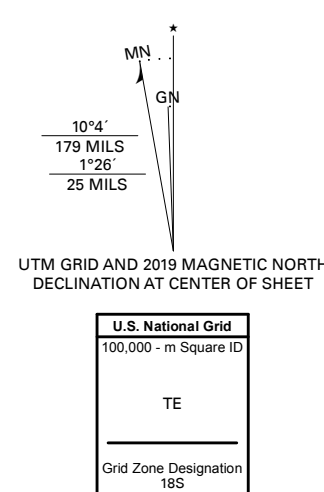 ★
MN
GN
10°4´
179 MILS
1°26´
25 MILS
UTM GRID AND 2019 MAGNETIC NORTH
DECLINATION AT CENTER OF SHEET
U.S. National Grid
100,000 - m Square ID
TE
Grid Zone Designation
18S